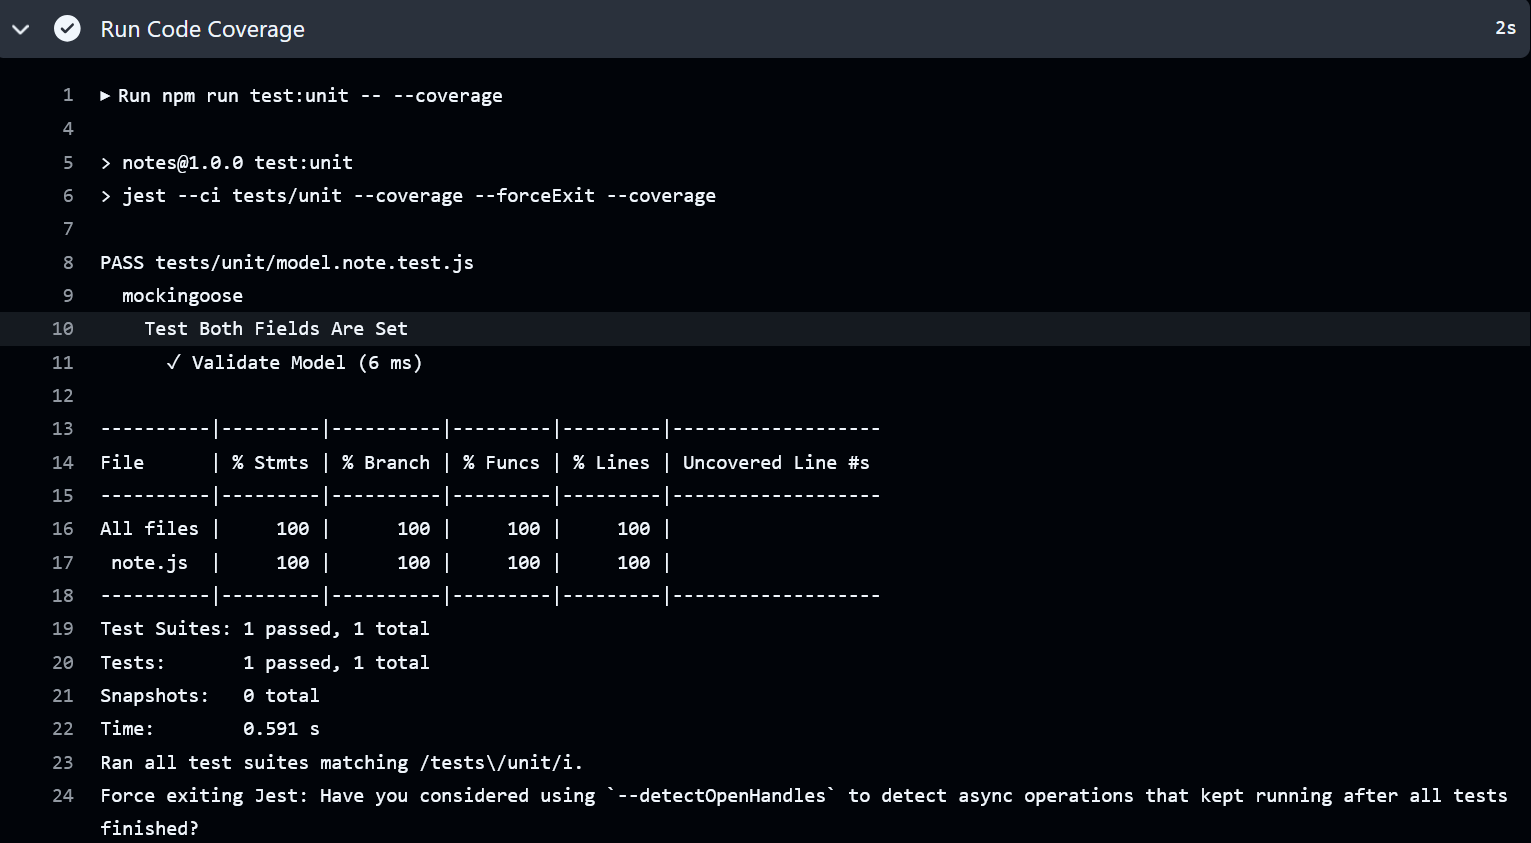 Run Code Coverage 2s
1 ▶ Run npm run test:unit -- --coverage
4
5 > notes@1.0.0 test:unit
6 > jest --ci tests/unit --coverage --forceExit --coverage
7
8 PASS tests/unit/model.note.test.js
9   mockingoose
10     Test Both Fields Are Set
11       ✓ Validate Model (6 ms)
12
13 ----------|---------|----------|---------|---------|-------------------
14 File      | % Stmts | % Branch | % Funcs | % Lines | Uncovered Line #s
15 ----------|---------|----------|---------|---------|-------------------
16 All files |     100 |      100 |     100 |     100 |
17  note.js  |     100 |      100 |     100 |     100 |
18 ----------|---------|----------|---------|---------|-------------------
19 Test Suites: 1 passed, 1 total
20 Tests:       1 passed, 1 total
21 Snapshots:   0 total
22 Time:        0.591 s
23 Ran all test suites matching /tests\/unit/i.
24 Force exiting Jest: Have you considered using `--detectOpenHandles` to detect async operations that kept running after all tests
finished?